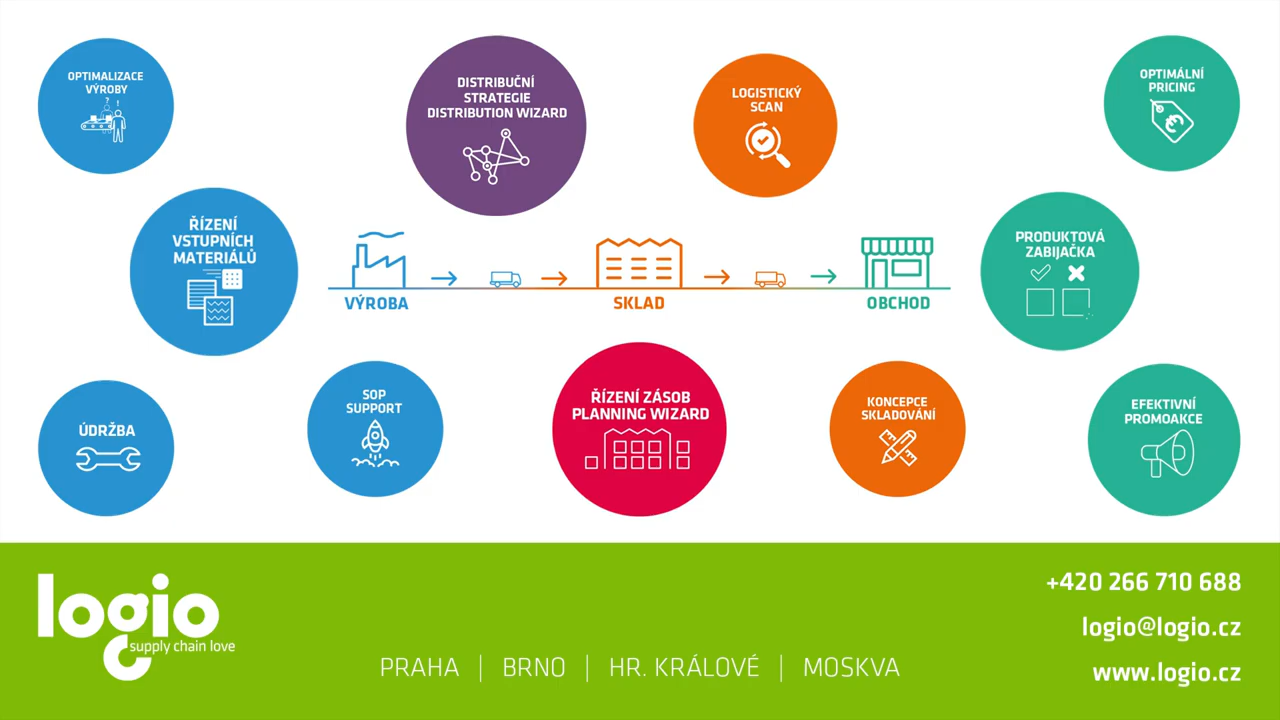 OPTIMALIZACE
VÝROBY
?
!
DISTRIBUČNÍ
STRATEGIE
DISTRIBUTION WIZARD
LOGISTICKÝ
SCAN
OPTIMÁLNÍ
PRICING
€
ŘÍZENÍ
VSTUPNÍCH
MATERIÁLŮ
PRODUKTOVÁ
ZABIJAČKA
VÝROBA
SKLAD
OBCHOD
ÚDRŽBA
SOP
SUPPORT
ŘÍZENÍ ZÁSOB
PLANNING WIZARD
KONCEPCE
SKLADOVÁNÍ
EFEKTIVNÍ
PROMOAKCE
logio
supply chain love
PRAHA | BRNO | HR. KRÁLOVÉ | MOSKVA
+420 266 710 688
logio@logio.cz
www.logio.cz